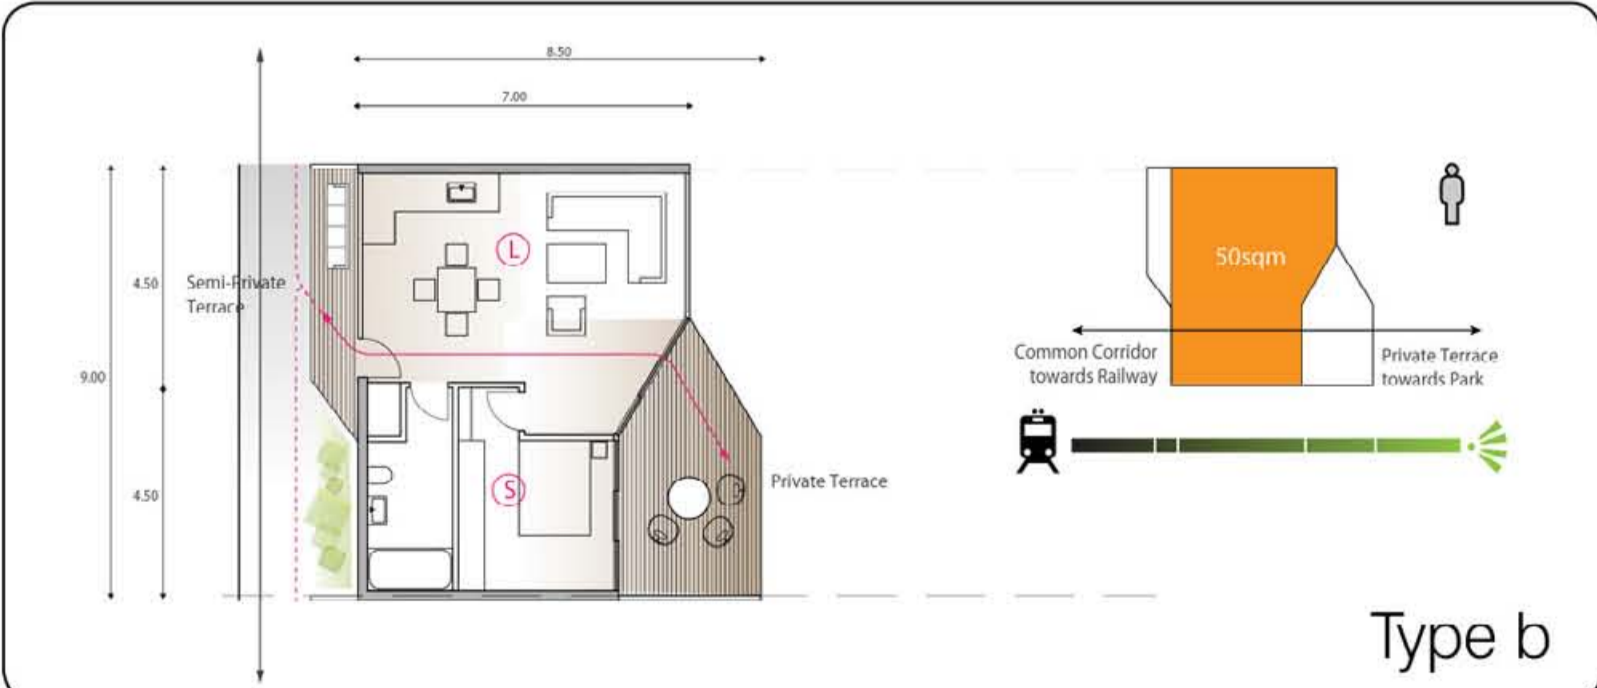 8.50
7.00
4.50
Semi-Private
Terrace
9.00
4.50
L
S
Private Terrace
50sqm
Common Corridor
towards Railway
Private Terrace
towards Park
Type b